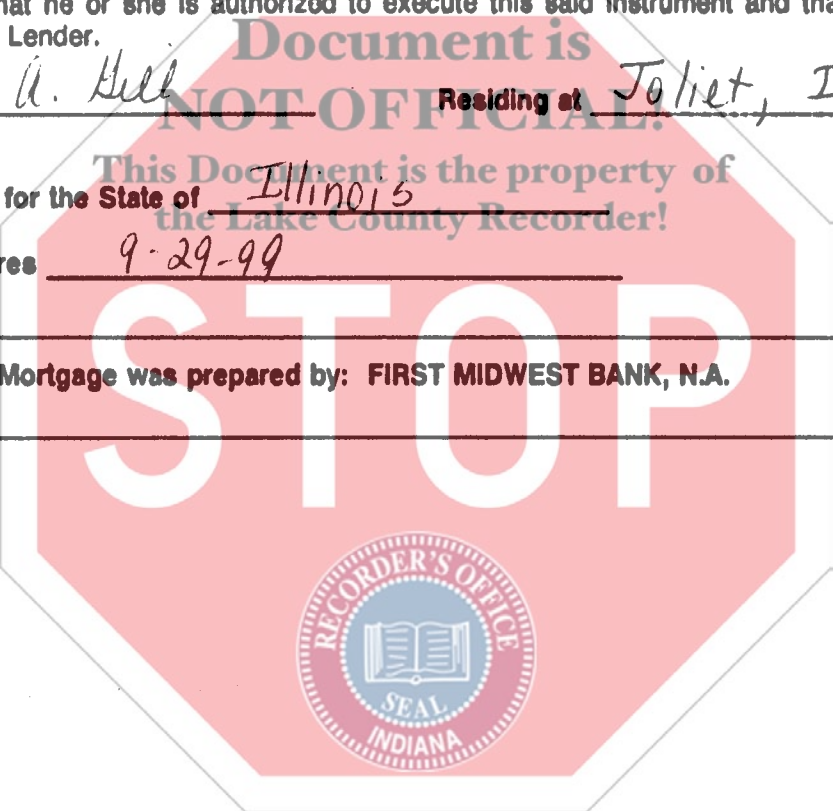 hat he or she is authorized to execute this said instrument and tha
Lender.
Document is
A. Hill Residing at Joliet, I
NOT OFFICIAL!
This Document is the property of
for the State of Illinois
the Lake County Recorder!
res 9-29-99
STOP
Mortgage was prepared by: FIRST MIDWEST BANK, N.A.
RECORDER'S OFFICE
SEAL
INDIANA